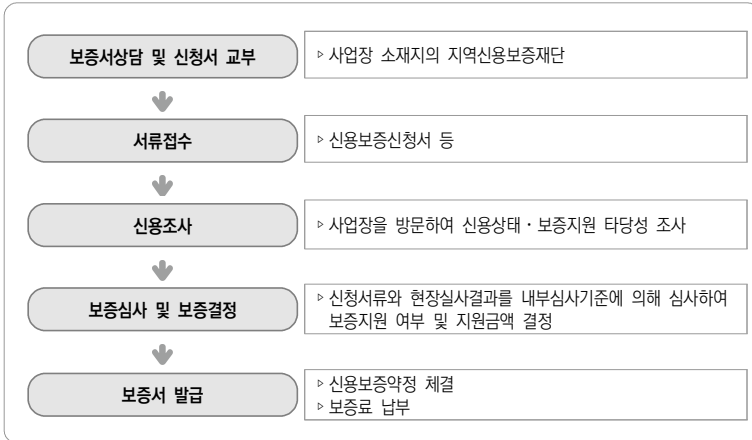 보증서상담 및 신청서 교부
▹사업장 소재지의 지역신용보증재단
서류접수
▹신용보증신청서 등
신용조사
▹사업장을 방문하여 신용상태・보증지원 타당성 조사
보증심사 및 보증결정
▹신청서류와 현장실사결과를 내부심사기준에 의해 심사하여
보증지원 여부 및 지원금액 결정
보증서 발급
▹신용보증약정 체결
▹보증료 납부